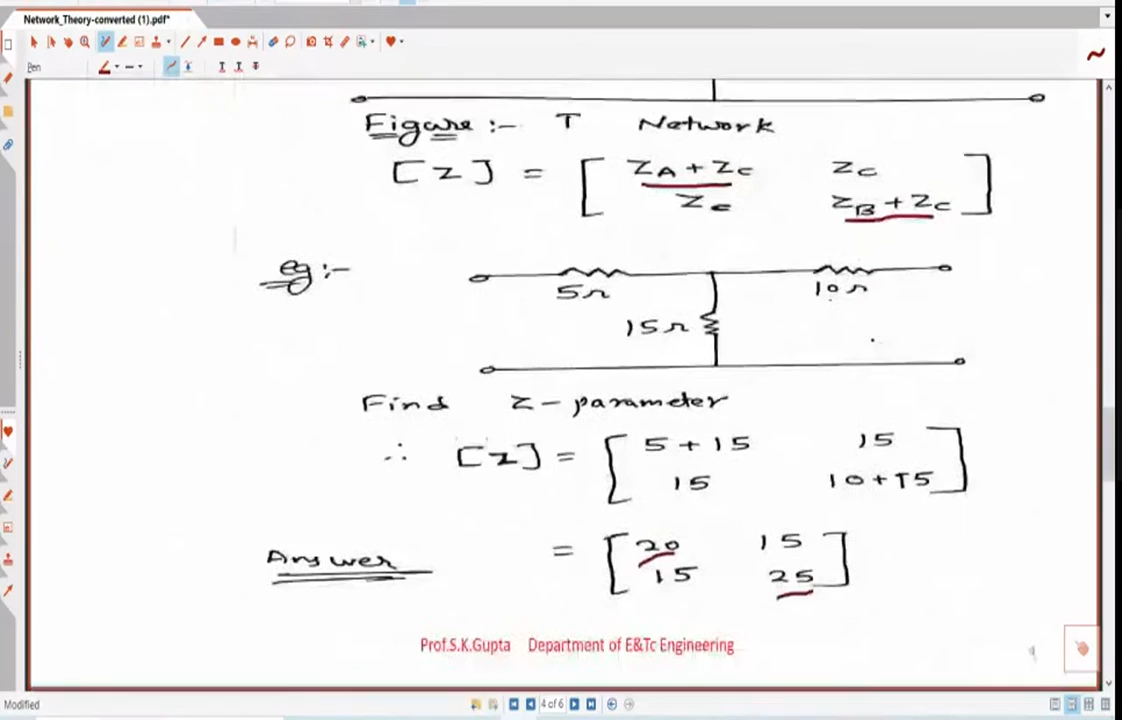 Network_Theory-converted (1).pdf*
Pen
Figure :- T Network
[Z] = [ ZA + ZC ZC
ZC ZB + ZC ]
eg :-
5Ω 10Ω
15Ω
Find Z - parameter
∴ [Z] = [ 5 + 15 15
15 10 + 15 ]
Answer = [ 20 15
15 25 ]
Prof.S.K.Gupta Department of E&Tc Engineering
Modified
4 of 6